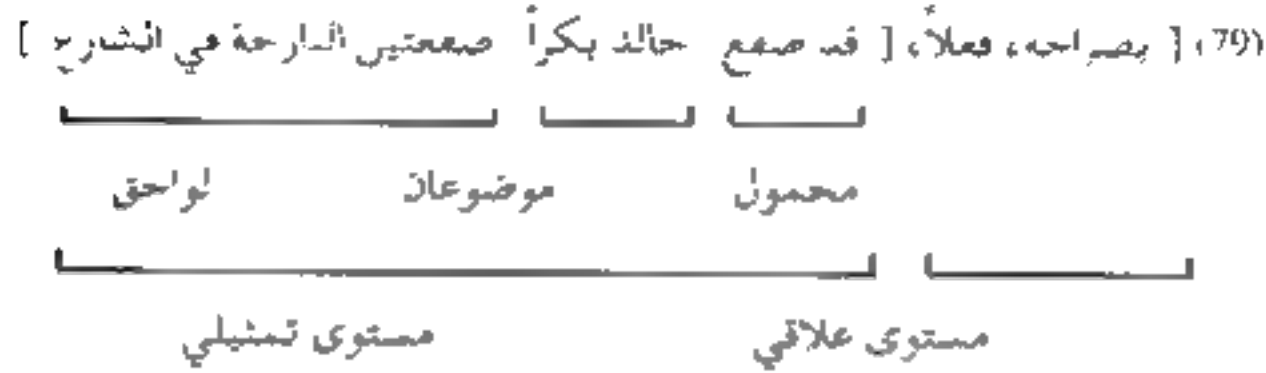 (79) [ بصراحة، فعلاً، [ قد صفع خالد بكراً صفعتين البارحة في الشارع ]
محمول موضوعان لواحق
مستوى علاقي مستوى تمثيلي